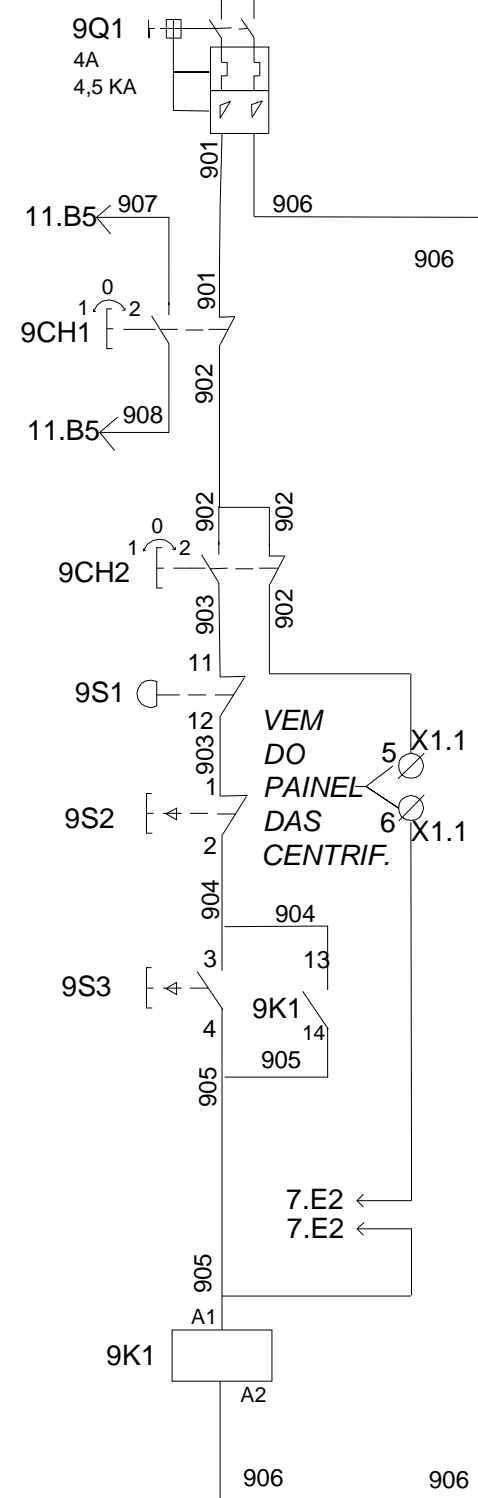 9Q1
4A
4,5 KA
901
906
906
11.B5
907
901
0
1 2
9CH1
902
11.B5
908
902
902
0
1 2
9CH2
903
902
11
9S1
12
903
VEM
DO
PAINEL
DAS
CENTRIF.
5
X1.1
6
X1.1
1
9S2
2
904
904
3
13
9S3
9K1
4
14
905
905
7.E2
7.E2
905
A1
9K1
A2
906
906